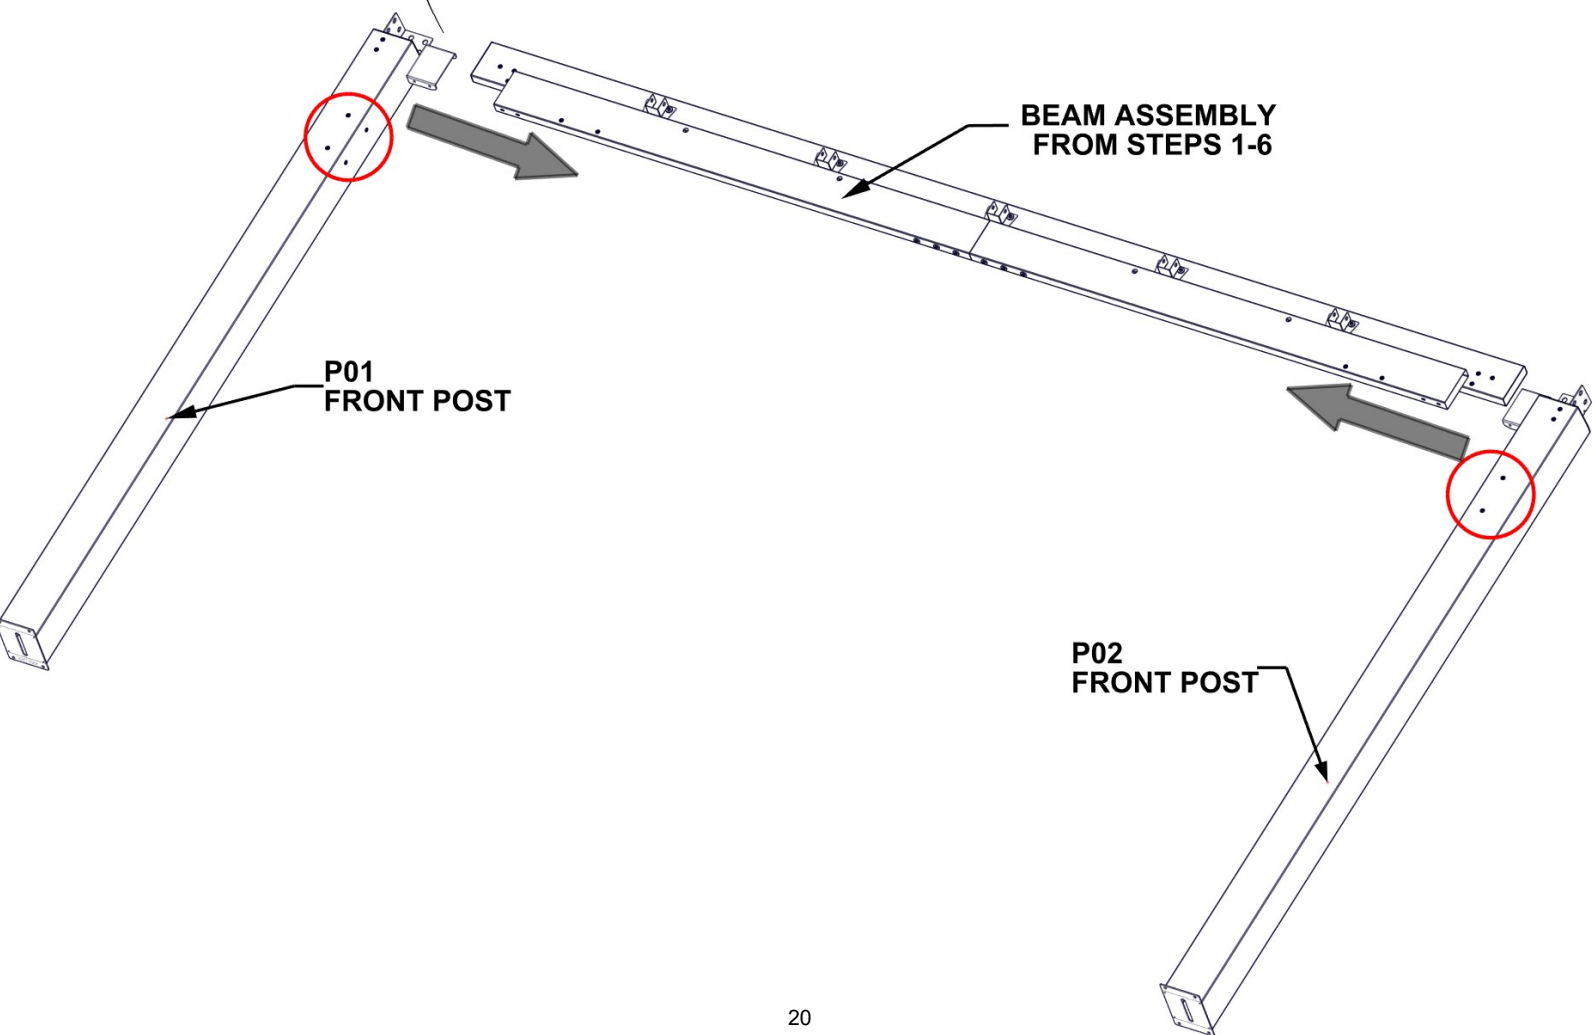 BEAM ASSEMBLY
FROM STEPS 1-6
P01
FRONT POST
P02
FRONT POST
20